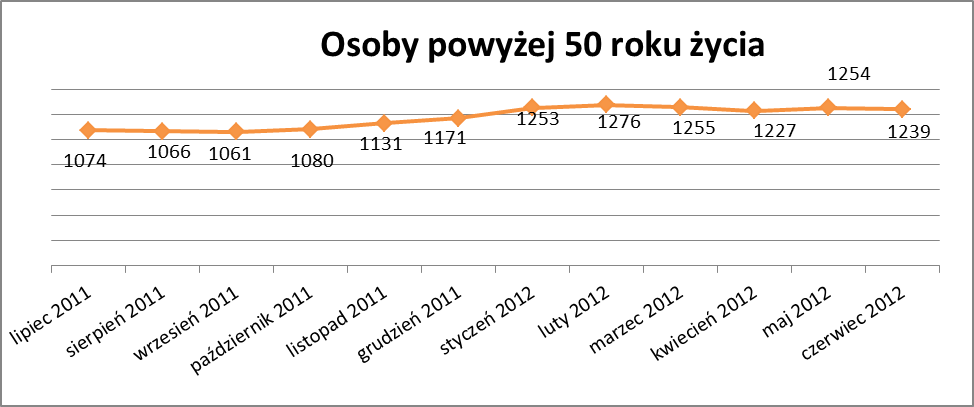 Osoby powyżej 50 roku życia
1074
1066
1061
1080
1131
1171
1253
1276
1255
1227
1254
1239
lipiec 2011
sierpień 2011
wrzesień 2011
październik 2011
listopad 2011
grudzień 2011
styczeń 2012
luty 2012
marzec 2012
kwiecień 2012
maj 2012
czerwiec 2012